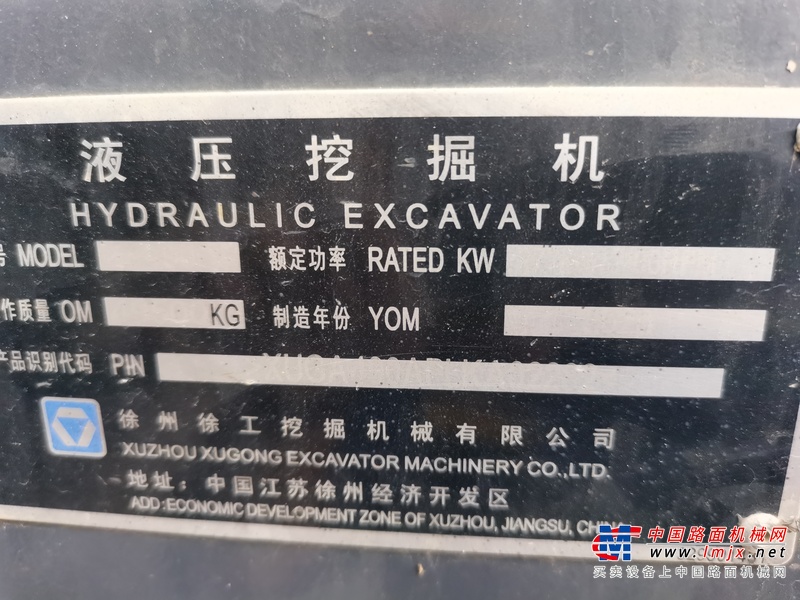 液压挖掘机
HYDRAULIC EXCAVATOR
号 MODEL 额定功率 RATED KW
作质量 OM KG 制造年份 YOM
产品识别代码 PIN
徐州徐工挖掘机械有限公司
XUZHOU XUGONG EXCAVATOR MACHINERY CO.,LTD.
地址：中国江苏徐州经济开发区
ADD:ECONOMIC DEVELOPMENT ZONE OF XUZHOU, JIANGSU, CHINA
中国路面机械网
www.lmjx.net
买卖设备上中国路面机械网